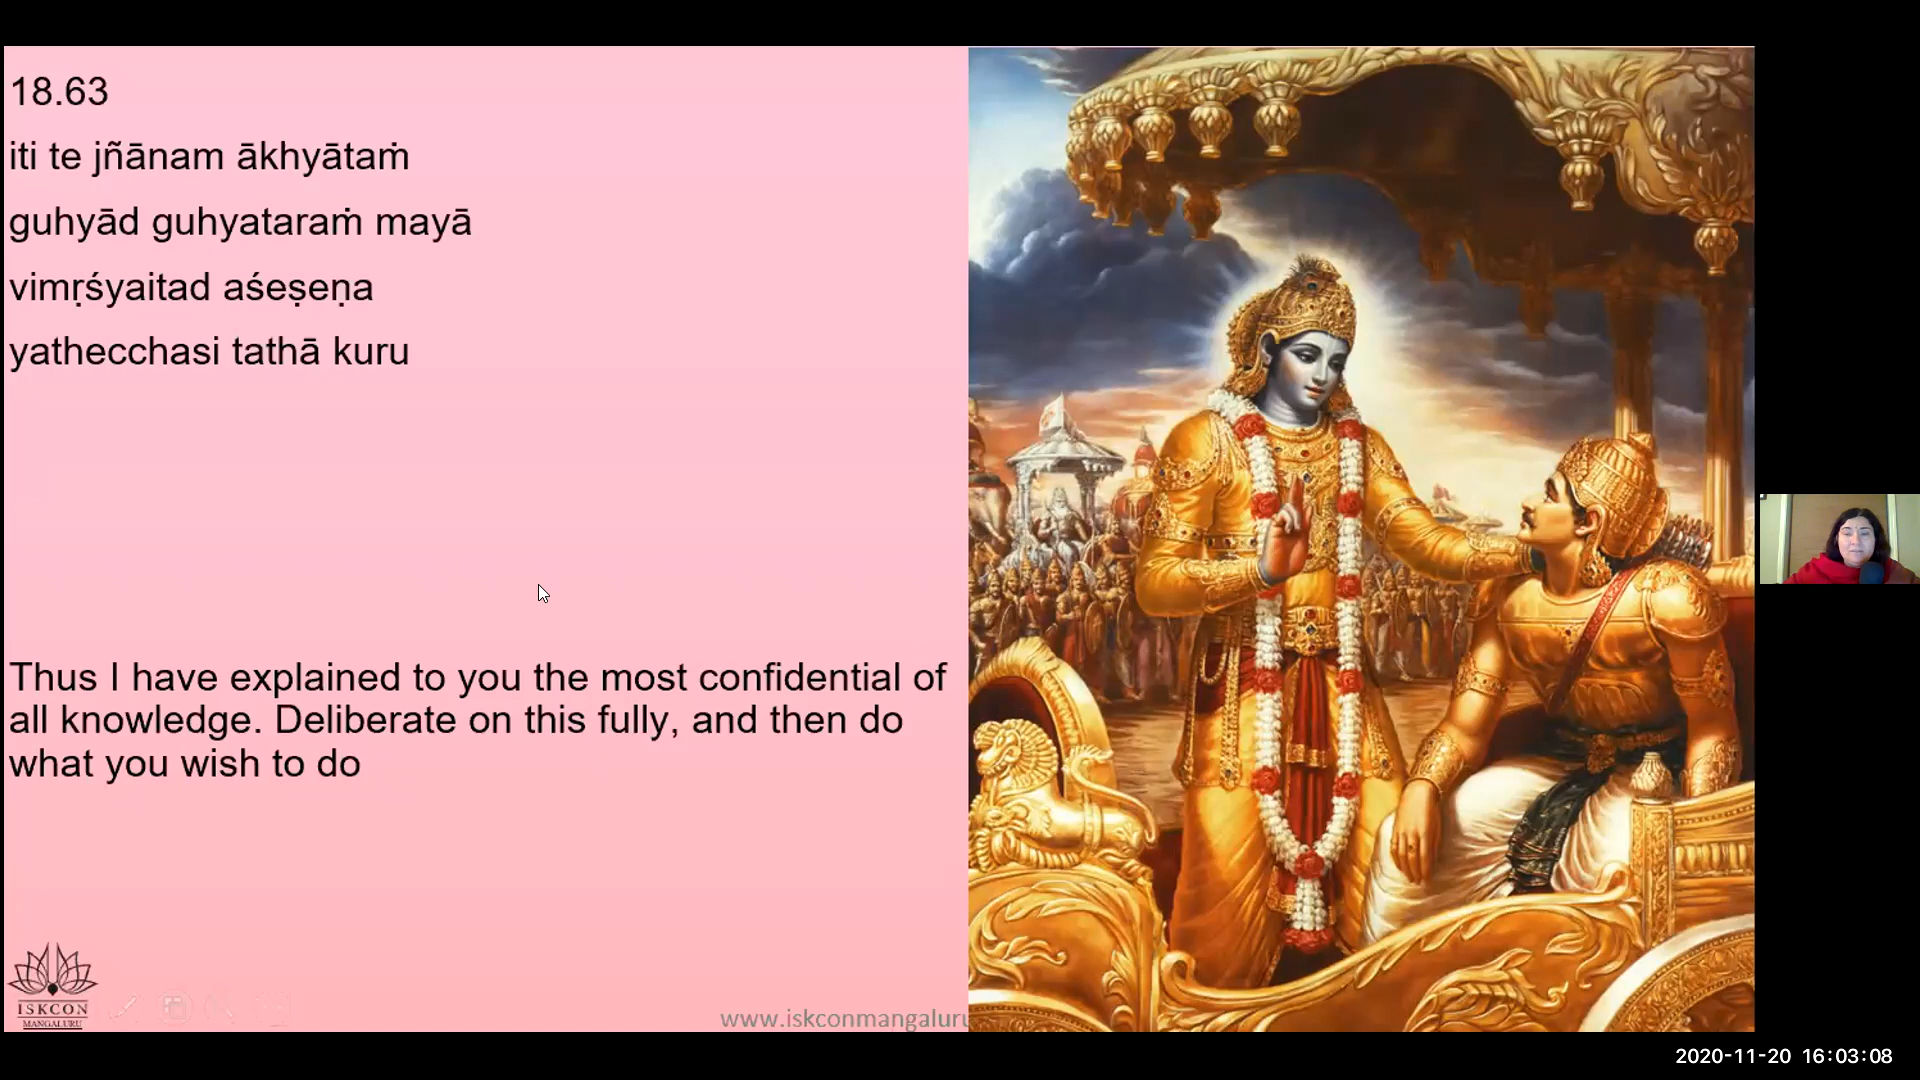 18.63
iti te jñānam ākhyātaṁ
guhyād guhyataraṁ mayā
vimṛśyaitad aśeṣeṇa
yathecchasi tathā kuru
Thus I have explained to you the most confidential of
all knowledge. Deliberate on this fully, and then do
what you wish to do
ISKCON
MANGALURU
www.iskconmangaluru
2020-11-20 16:03:08